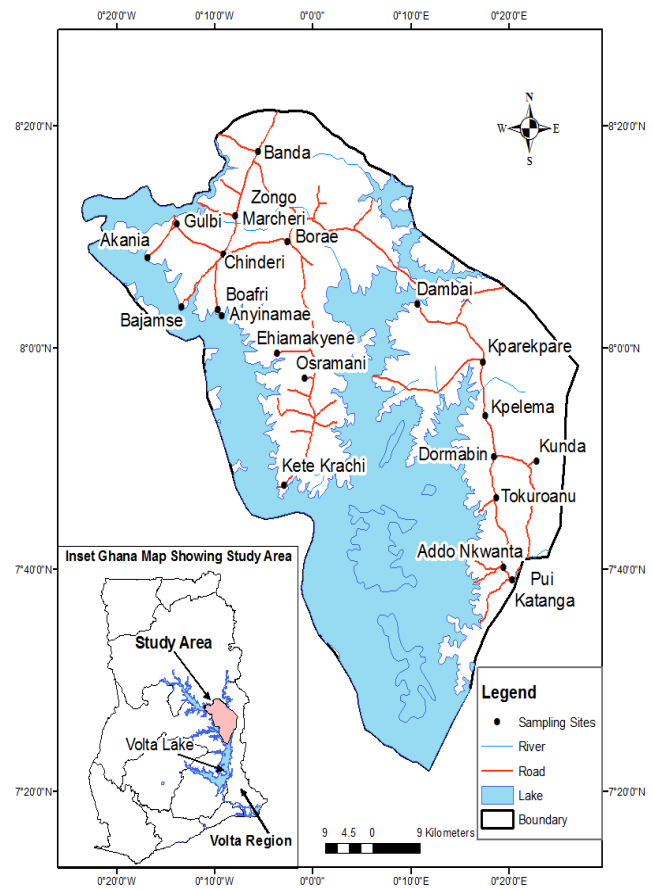 0°20'0"W 0°10'0"W 0°0'0" 0°10'0"E 0°20'0"E
N
W E
S
8°20'0"N 8°20'0"N
Banda
Zongo
Marcheri
Gulbi
Akania
Borae
Chinderi
Dambai
Boafri
Bajamse
Anyinamae
Ehiamakyene
8°0'0"N 8°0'0"N
Kparekpare
Osramani
Kpelema
Dormabin
Kunda
Kete Krachi
Tokuroanu
Addo Nkwanta
7°40'0"N 7°40'0"N
Pui
Katanga
Inset Ghana Map Showing Study Area
Study Area
Volta Lake
Volta Region
Legend
Sampling Sites
River
Road
Lake
Boundary
7°20'0"N 7°20'0"N
9 4.5 0 9 Kilometers
0°20'0"W 0°10'0"W 0°0'0" 0°10'0"E 0°20'0"E